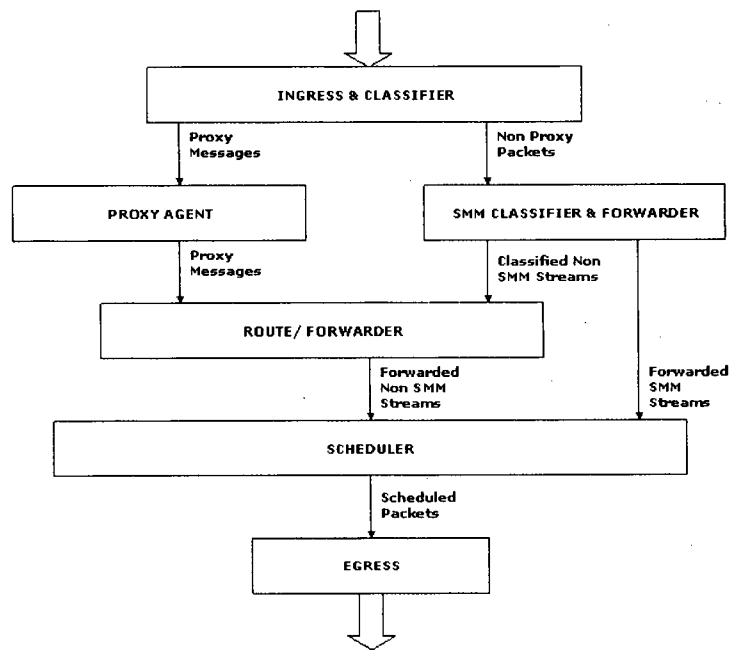 INGRESS & CLASSIFIER
Proxy
Messages
Non Proxy
Packets
PROXY AGENT
SMM CLASSIFIER & FORWARDER
Proxy
Messages
Classified Non
SMM Streams
ROUTE/ FORWARDER
Forwarded
Non SMM
Streams
Forwarded
SMM
Streams
SCHEDULER
Scheduled
Packets
EGRESS